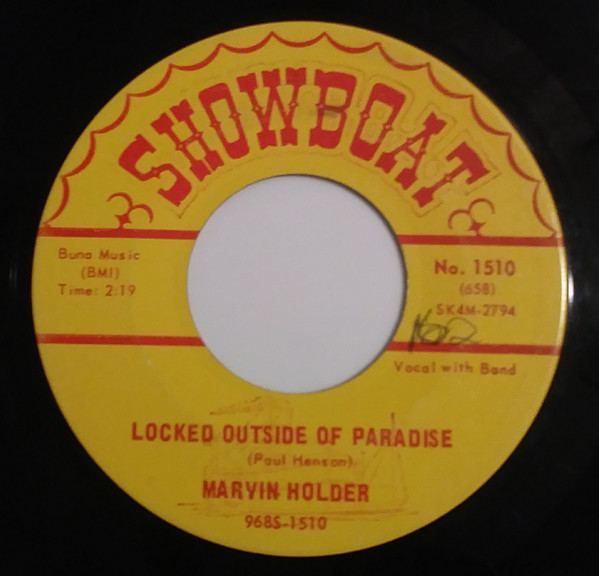 SHOWBOAT
Buna Music
(BMI)
Time: 2:19
No. 1510
(658)
SK4M-2794
Vocal with Band
LOCKED OUTSIDE OF PARADISE
(Paul Henson)
MARVIN HOLDER
968S-1510